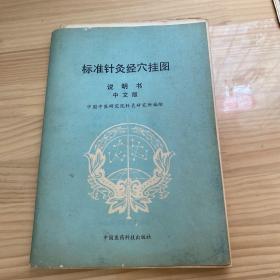 标准针灸经穴挂图
说明书
中文版
中国中医研究院针灸研究所编绘
中国医药科技出版社